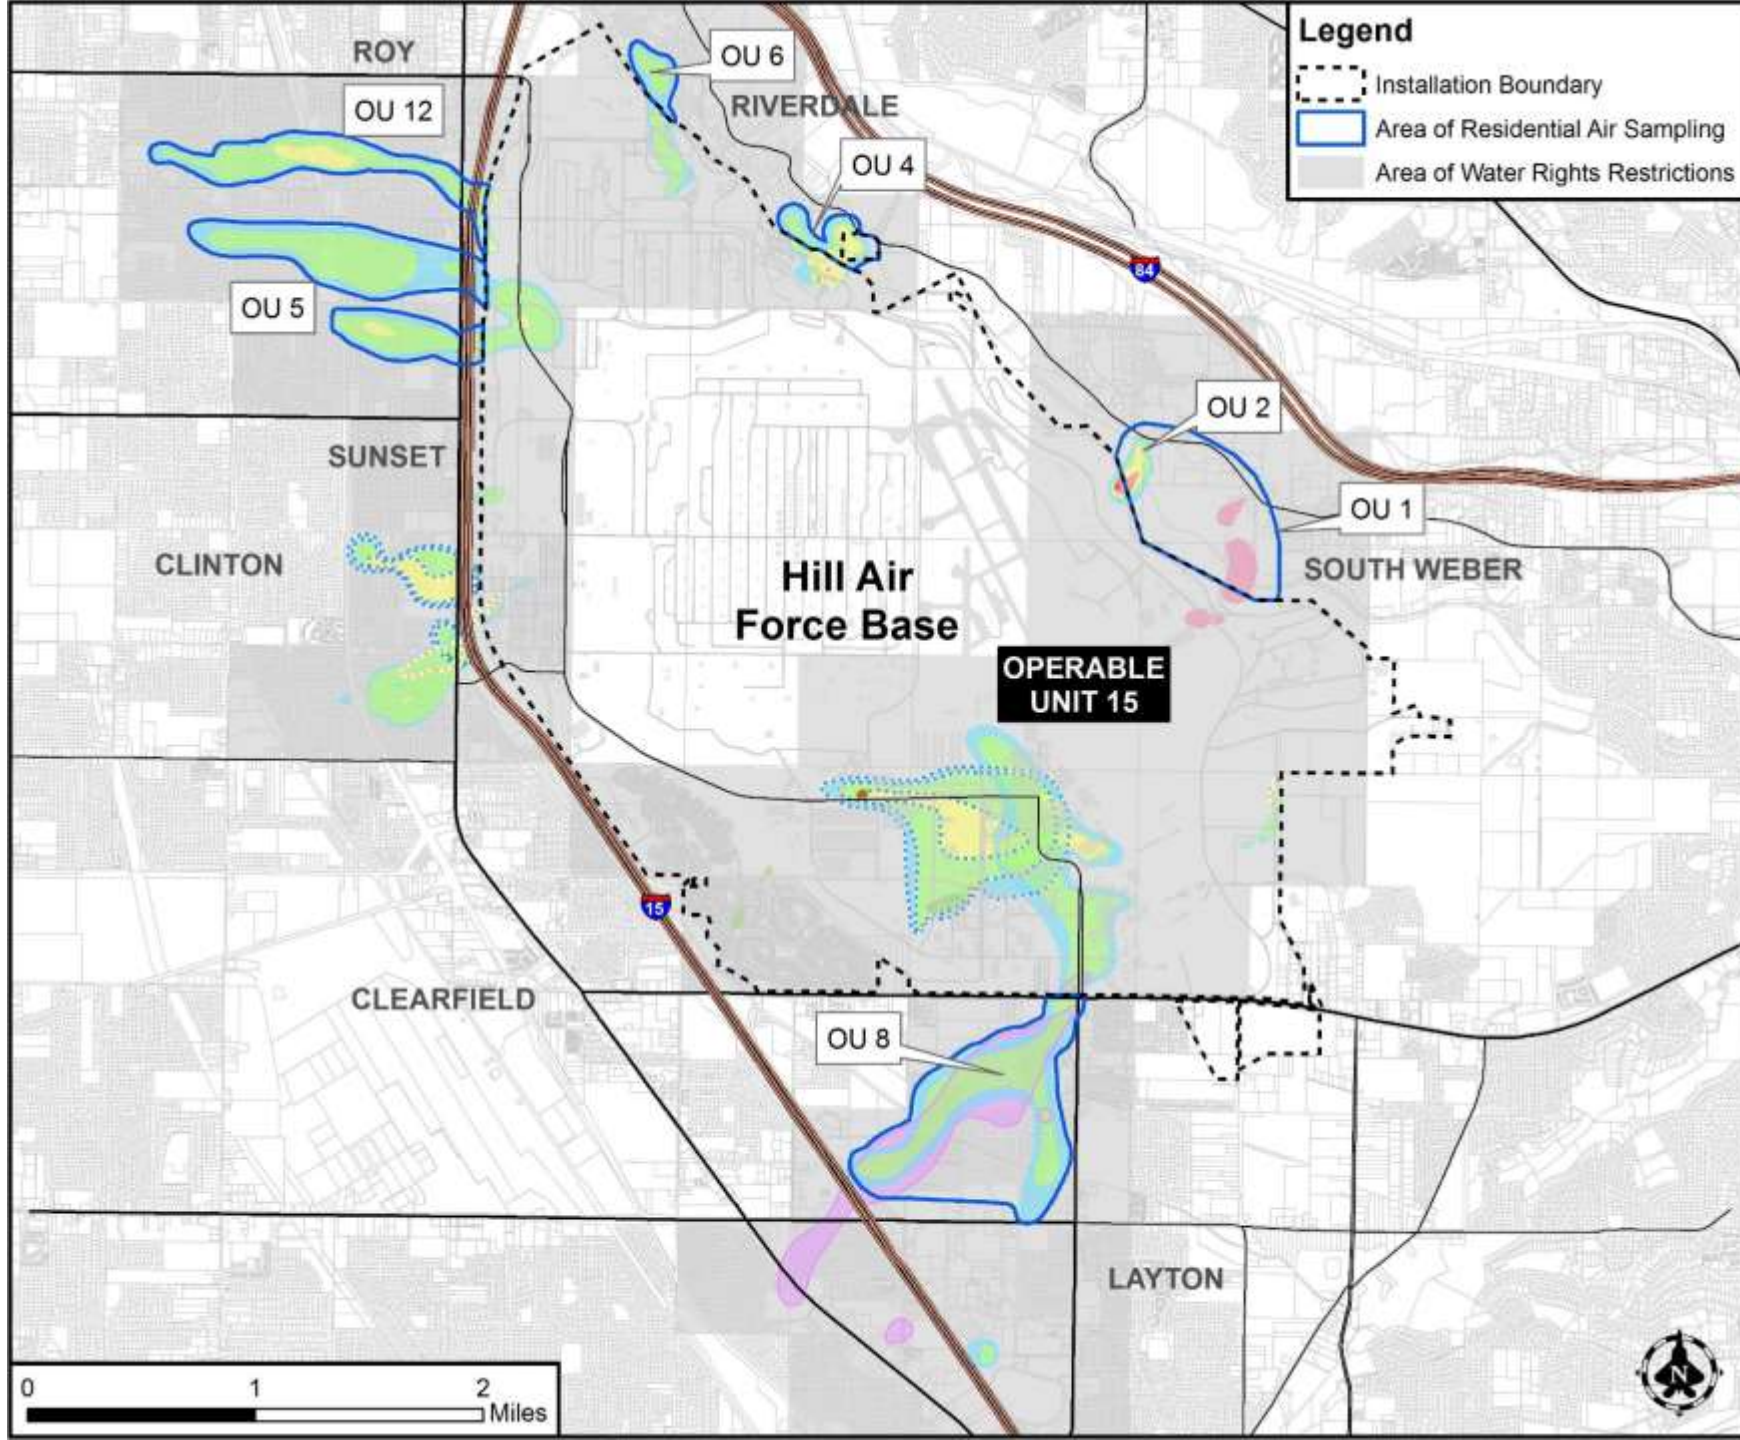 ROY
OU 6
Legend
Installation Boundary
Area of Residential Air Sampling
Area of Water Rights Restrictions
OU 12
RIVERDALE
OU 4
84
OU 5
OU 2
SUNSET
OU 1
CLINTON
Hill Air
Force Base
SOUTH WEBER
OPERABLE
UNIT 15
15
CLEARFIELD
OU 8
LAYTON
N
0 1 2
Miles